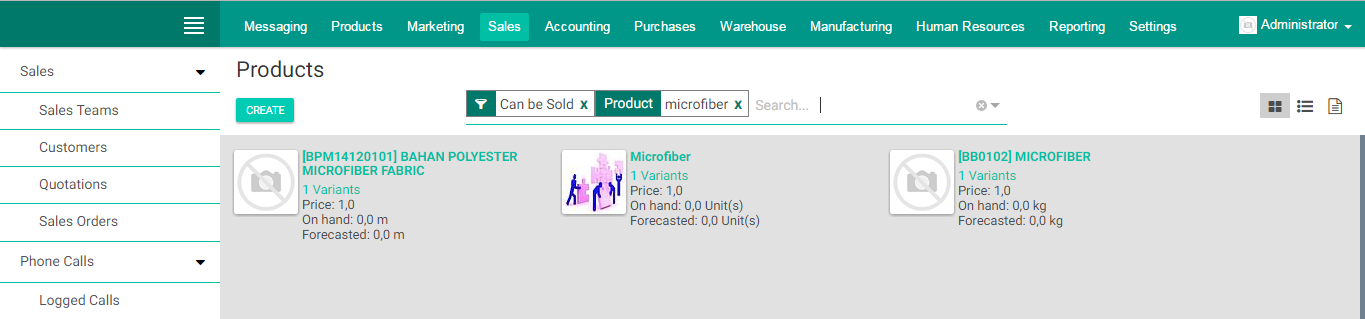 Messaging Products Marketing Sales Accounting Purchases Warehouse Manufacturing Human Resources Reporting Settings Administrator
Sales
Sales Teams
Customers
Quotations
Sales Orders
Phone Calls
Logged Calls
Products
CREATE
Can be Sold x Product microfiber x Search...
[BPM14120101] BAHAN POLYESTER
MICROFIBER FABRIC
1 Variants
Price: 1,0
On hand: 0,0 m
Forecasted: 0,0 m
Microfiber
1 Variants
Price: 1,0
On hand: 0,0 Unit(s)
Forecasted: 0,0 Unit(s)
[BB0102] MICROFIBER
1 Variants
Price: 1,0
On hand: 0,0 kg
Forecasted: 0,0 kg